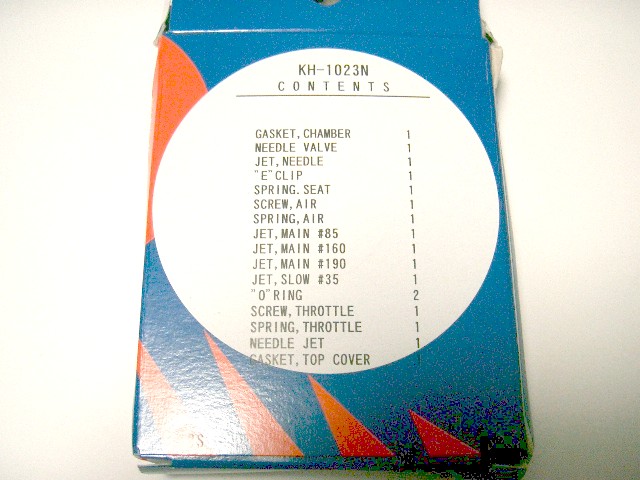 KH-1023N
CONTENTS
GASKET, CHAMBER 1
NEEDLE VALVE 1
JET, NEEDLE 1
"E"CLIP 1
SPRING. SEAT 1
SCREW, AIR 1
SPRING, AIR 1
JET, MAIN #85 1
JET, MAIN #160 1
JET, MAIN #190 1
JET, SLOW #35 1
"O"RING 2
SCREW, THROTTLE 1
SPRING, THROTTLE 1
NEEDLE JET 1
GASKET, TOP COVER